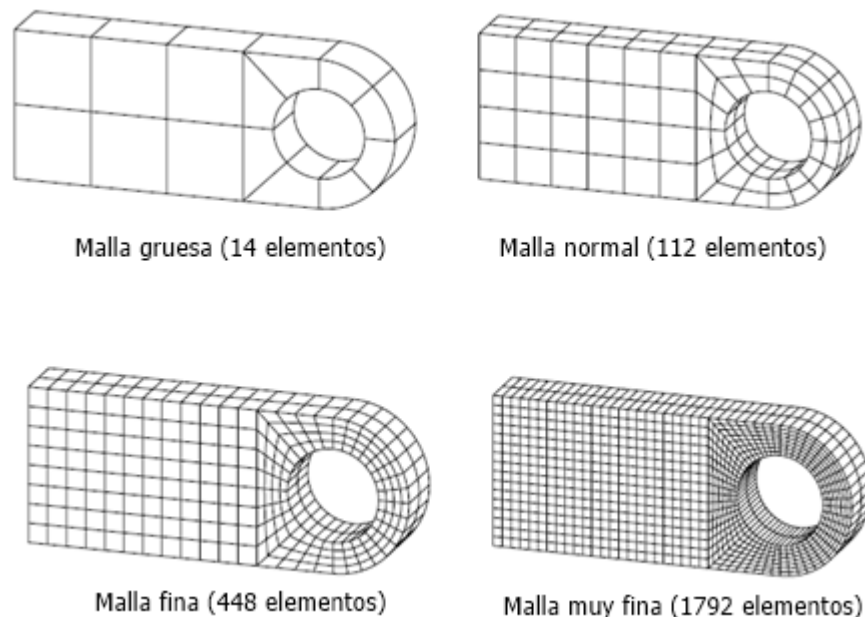 Malla gruesa (14 elementos)
Malla normal (112 elementos)
Malla fina (448 elementos)
Malla muy fina (1792 elementos)